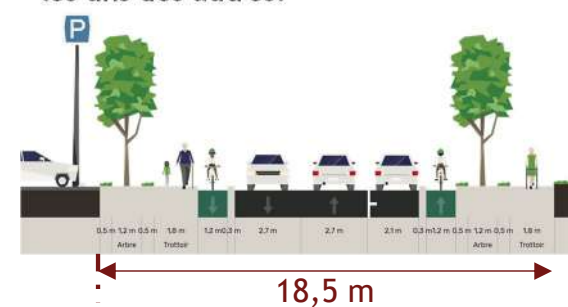 P
0,5 m 1,2 m 0,5 m 1,8 m 1,2 m 0,3 m 2,7 m 2,7 m 2,1 m 0,3 m 1,2 m 0,5 m 1,2 m 0,5 m 1,8 m
Arbre Trottoir Arbre Trottoir
18,5 m